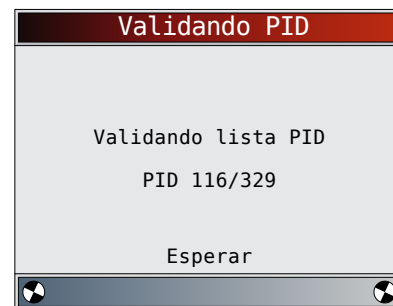 Validando PID
Validando lista PID
PID 116/329
Esperar